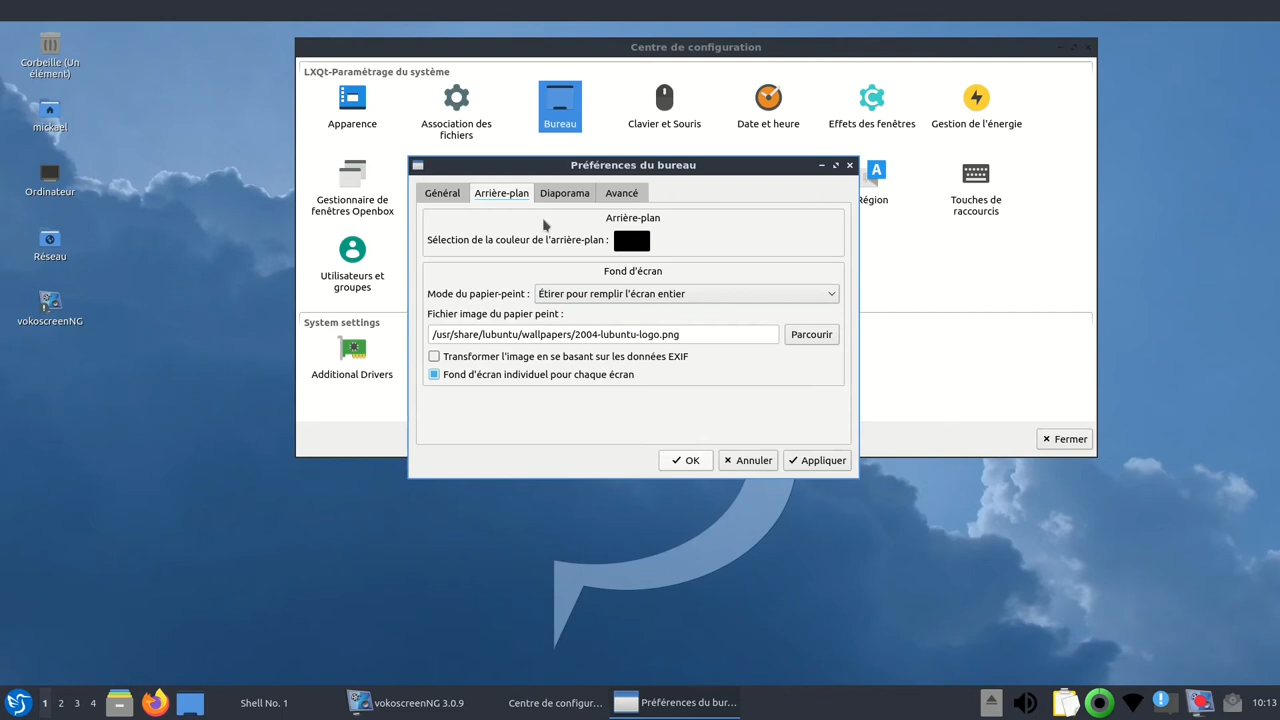 Corbeille (Un
élément)
mickael
Ordinateur
Réseau
vokoscreenNG
Centre de configuration
LXQt-Paramétrage du système
Apparence
Association des
fichiers
Bureau
Clavier et Souris
Date et heure
Effets des fenêtres
Gestion de l'énergie
Gestionnaire de
fenêtres Openbox
Région
Touches de
raccourcis
Utilisateurs et
groupes
System settings
Additional Drivers
Fermer
Préférences du bureau
Général
Arrière-plan
Diaporama
Avancé
Arrière-plan
Sélection de la couleur de l'arrière-plan :
Fond d'écran
Mode du papier-peint :
Étirer pour remplir l'écran entier
Fichier image du papier peint :
/usr/share/lubuntu/wallpapers/2004-lubuntu-logo.png
Parcourir
Transformer l'image en se basant sur les données EXIF
Fond d'écran individuel pour chaque écran
OK
Annuler
Appliquer
1
2
3
4
Shell No. 1
vokoscreenNG 3.0.9
Centre de configur...
Préférences du bur...
10:13